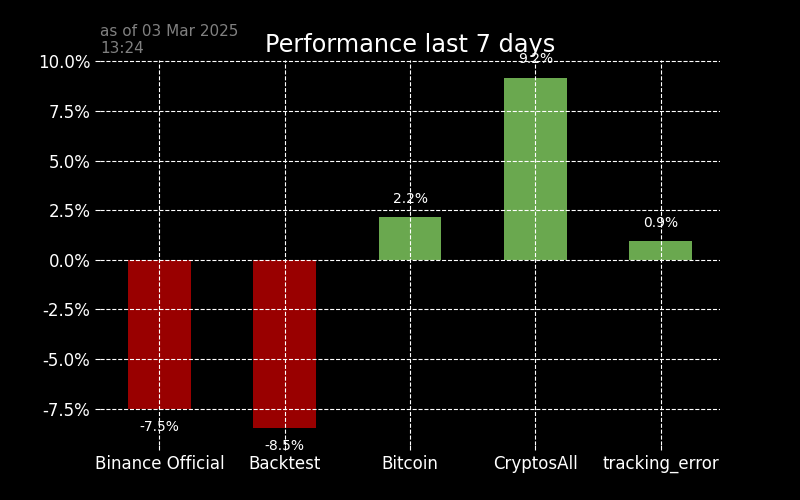 as of 03 Mar 2025
13:24
Performance last 7 days
9.2%
10.0%
7.5%
5.0%
2.5%
0.0%
-2.5%
-5.0%
-7.5%
2.2%
0.9%
-7.5%
-8.5%
Binance Official
Backtest
Bitcoin
CryptosAll
tracking_error